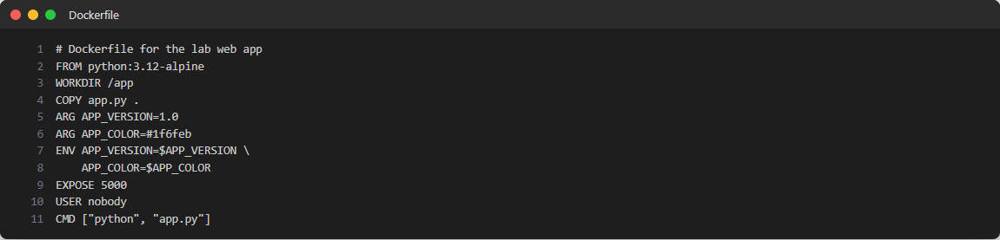 Dockerfile
1 # Dockerfile for the lab web app
2 FROM python:3.12-alpine
3 WORKDIR /app
4 COPY app.py .
5 ARG APP_VERSION=1.0
6 ARG APP_COLOR=#1f6feb
7 ENV APP_VERSION=$APP_VERSION \
8     APP_COLOR=$APP_COLOR
9 EXPOSE 5000
10 USER nobody
11 CMD ["python", "app.py"]